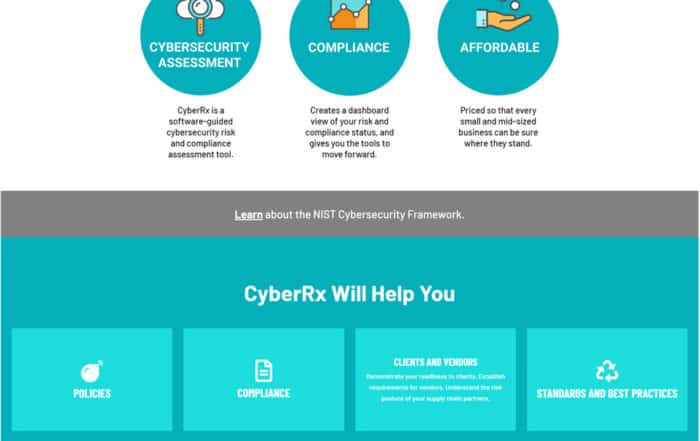 CYBERSECURITY
ASSESSMENT
COMPLIANCE
AFFORDABLE
CyberRx is a
software-guided
cybersecurity risk
and compliance
assessment tool.
Creates a dashboard
view of your risk and
compliance status, and
gives you the tools to
move forward.
Priced so that every
small and mid-sized
business can be sure
where they stand.
Learn about the NIST Cybersecurity Framework.
CyberRx Will Help You
POLICIES
COMPLIANCE
CLIENTS AND VENDORS
Demonstrate your readiness to clients. Establish
requirements for vendors. Understand the risk
posture of your supply chain partners.
STANDARDS AND BEST PRACTICES